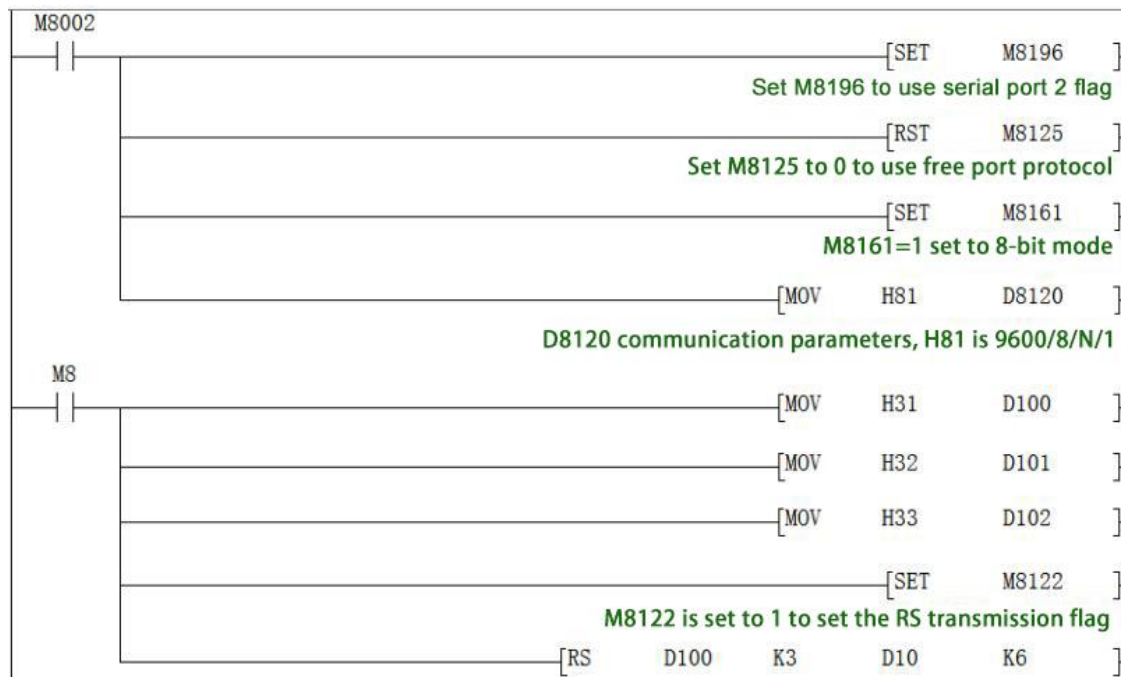 M8002
[SET M8196 ]
Set M8196 to use serial port 2 flag
[RST M8125 ]
Set M8125 to 0 to use free port protocol
[SET M8161 ]
M8161=1 set to 8-bit mode
[MOV H81 D8120 ]
D8120 communication parameters, H81 is 9600/8/N/1
M8
[MOV H31 D100 ]
[MOV H32 D101 ]
[MOV H33 D102 ]
[SET M8122 ]
M8122 is set to 1 to set the RS transmission flag
[RS D100 K3 D10 K6 ]